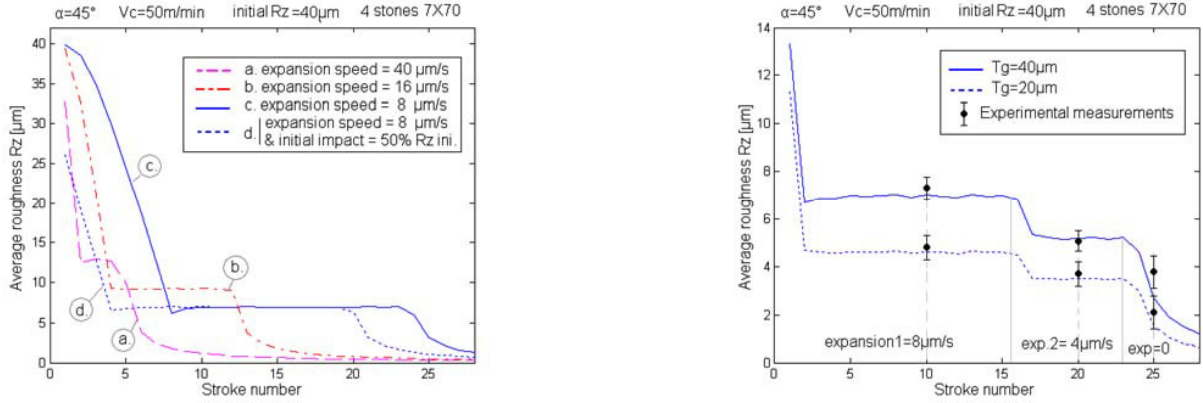 α=45° Vc=50m/min initial Rz=40µm 4 stones 7X70
40
35
30
25
20
15
10
5
0
Average roughness Rz [µm]
a. expansion speed = 40 µm/s
b. expansion speed = 16 µm/s
c. expansion speed = 8 µm/s
d. expansion speed = 8 µm/s
& initial impact = 50% Rz ini.
c.
b.
d.
a.
0 5 10 15 20 25
Stroke number
α=45° Vc=50m/min initial Rz=40µm 4 stones 7X70
14
12
10
8
6
4
2
0
Average roughness Rz [µm]
Tg=40µm
Tg=20µm
Experimental measurements
expansion1=8µm/s
exp.2= 4µm/s
exp=0
0 5 10 15 20 25
Stroke number